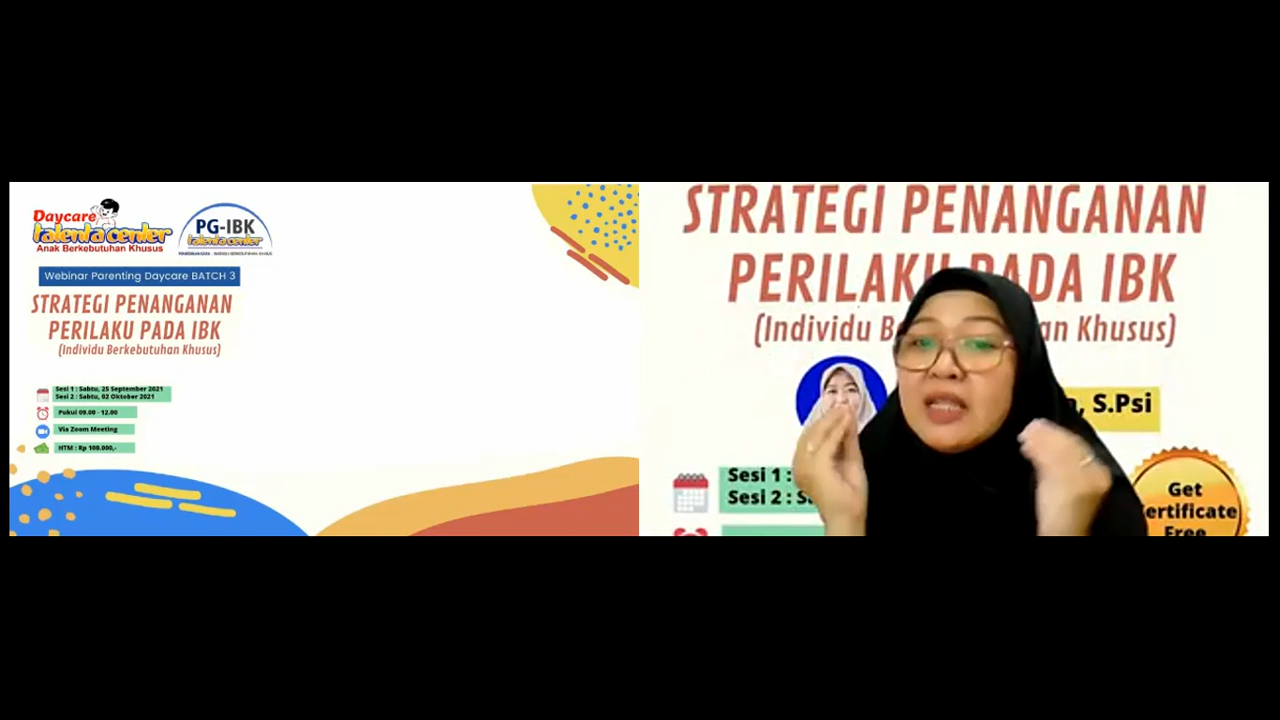 Daycare
talenta center
Anak Berkebutuhan Khusus
PG-IBK
talenta center
Webinar Parenting Daycare BATCH 3
STRATEGI PENANGANAN
PERILAKU PADA IBK
(Individu Berkebutuhan Khusus)
Sesi 1 : Sabtu, 25 September 2021
Sesi 2 : Sabtu, 02 Oktober 2021
Pukul 09.00 - 12.00
Via Zoom Meeting
HTM : Rp 100.000,-
STRATEGI PENANGANAN
PERILAKU PADA IBK
(Individu B an Khusus)
, S.Psi
Sesi 1 :
Sesi 2 : S
Get
ertificate
Free